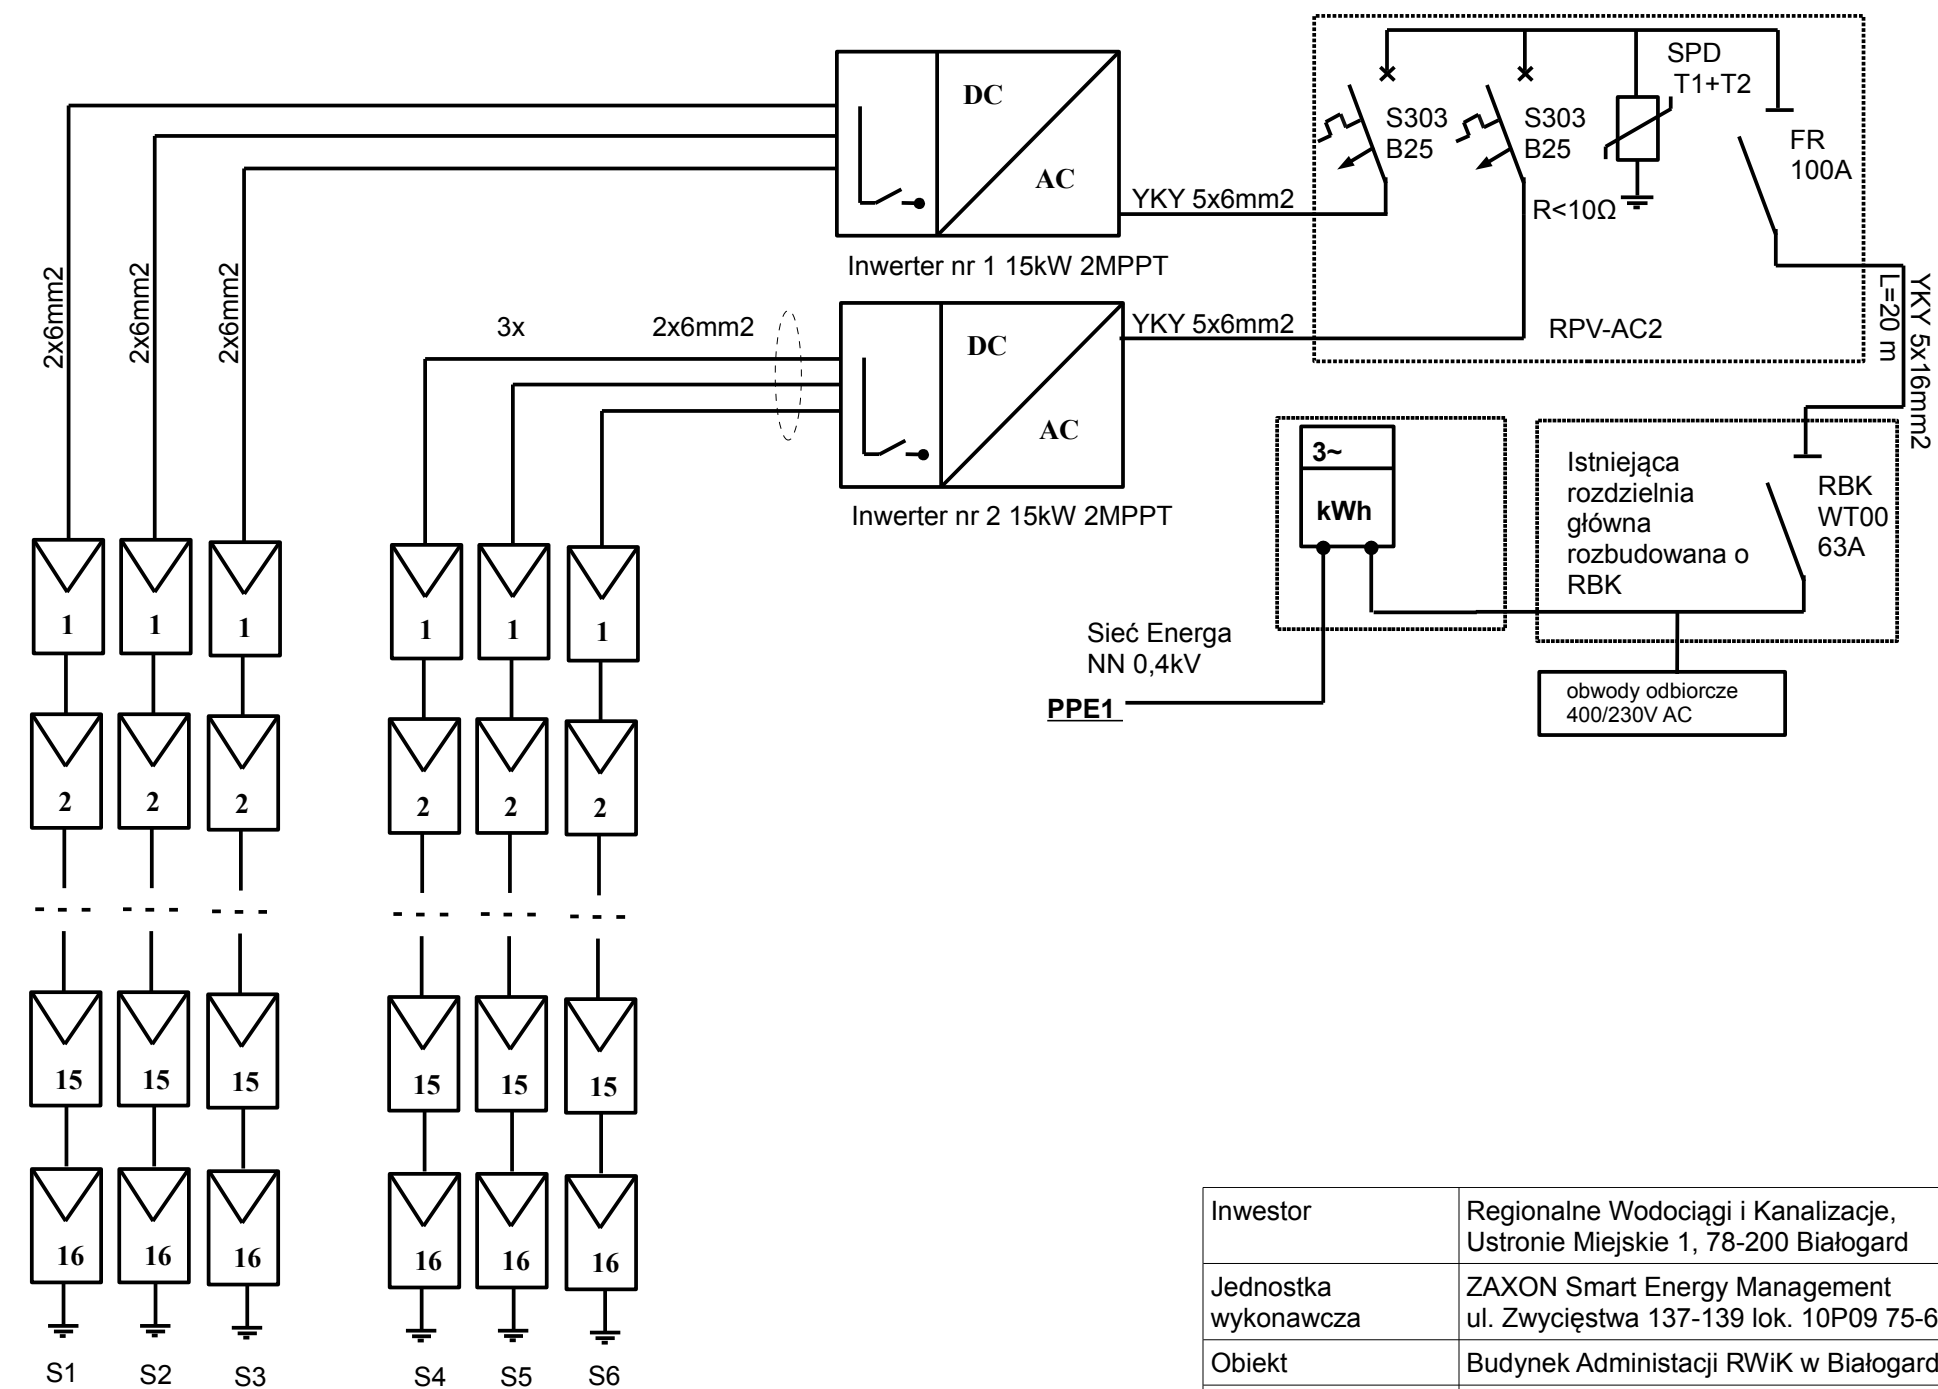 DC
AC
Inwerter nr 1 15kW 2MPPT
YKY 5x6mm2
2x6mm2
2x6mm2
2x6mm2
3x 2x6mm2
DC
AC
Inwerter nr 2 15kW 2MPPT
YKY 5x6mm2
S303
B25
S303
B25
SPD
T1+T2
R<10Ω
FR
100A
RPV-AC2
YKY 5x16mm2
L=20 m
3~
kWh
Istniejąca
rozdzielnia
główna
rozbudowana o
RBK
RBK
WT00
63A
Sieć Energa
NN 0,4kV
PPE1
obwody odbiorcze
400/230V AC
1 1 1 1 1 1
2 2 2 2 2 2
15 15 15 15 15 15
16 16 16 16 16 16
S1 S2 S3 S4 S5 S6
Inwestor
Regionalne Wodociągi i Kanalizacje,
Ustronie Miejskie 1, 78-200 Białogard
Jednostka
wykonawcza
ZAXON Smart Energy Management
ul. Zwycięstwa 137-139 lok. 10P09 75-6
Obiekt
Budynek Administacji RWiK w Białogard